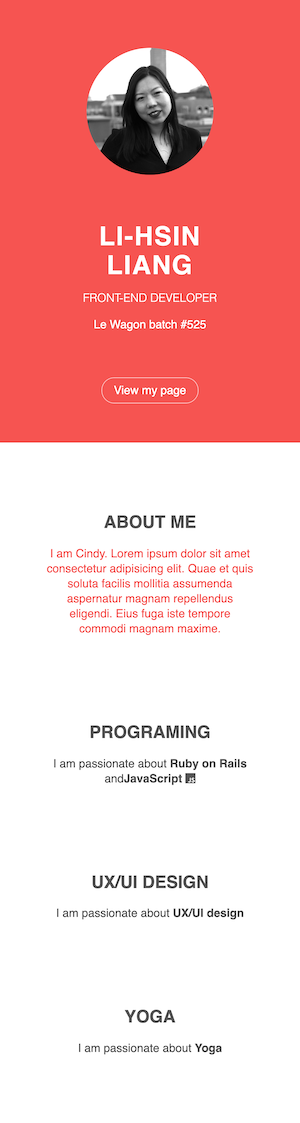 LI-HSIN
LIANG
FRONT-END DEVELOPER
Le Wagon batch #525
View my page
ABOUT ME
I am Cindy. Lorem ipsum dolor sit amet
consectetur adipisicing elit. Quae et quis
soluta facilis mollitia assumenda
aspernatur magnam repellendus
eligendi. Eius fuga iste tempore
commodi magnam maxime.
PROGRAMING
I am passionate about Ruby on Rails
andJavaScript JS
UX/UI DESIGN
I am passionate about UX/UI design
YOGA
I am passionate about Yoga